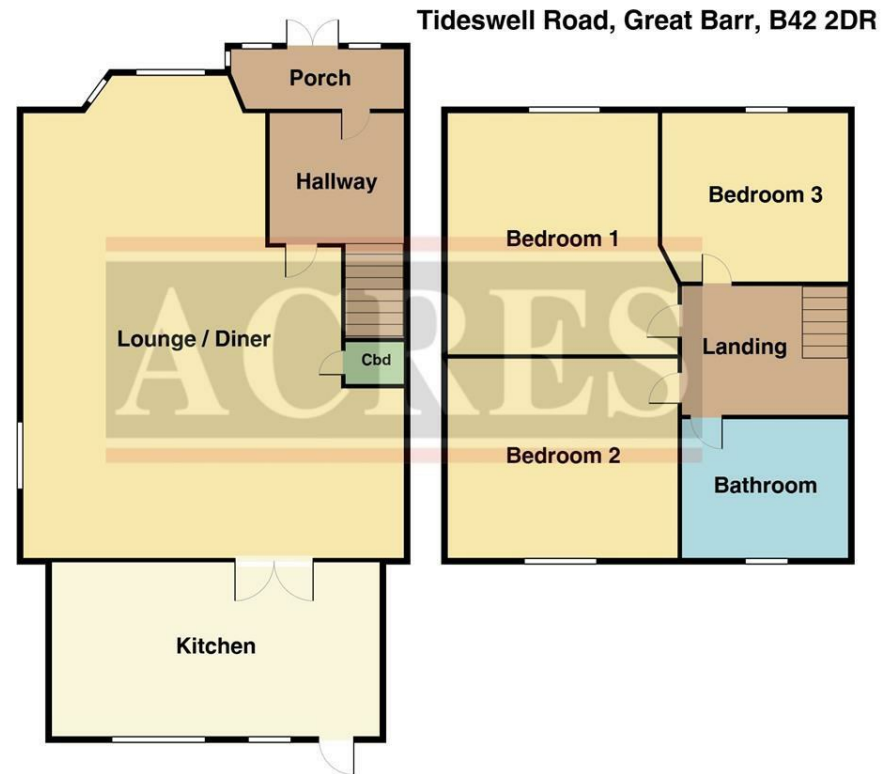 Tideswell Road, Great Barr, B42 2DR
Porch
Hallway
Lounge / Diner
Cbd
Kitchen
Bedroom 1
Bedroom 3
Landing
Bedroom 2
Bathroom
ACRES